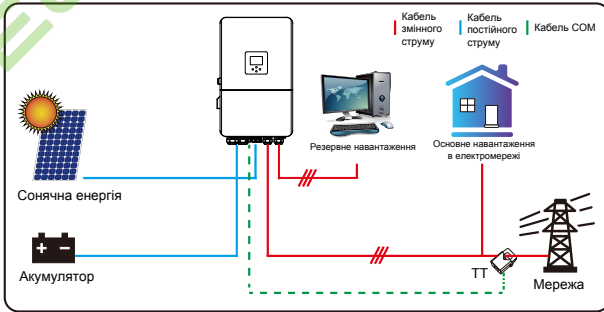 Кабель
змінного
струму
Кабель
постійного
струму
Кабель COM
Резервне навантаження
Основне навантаження
в електромережі
Сонячна енергія
Акумулятор
ТТ
Мережа